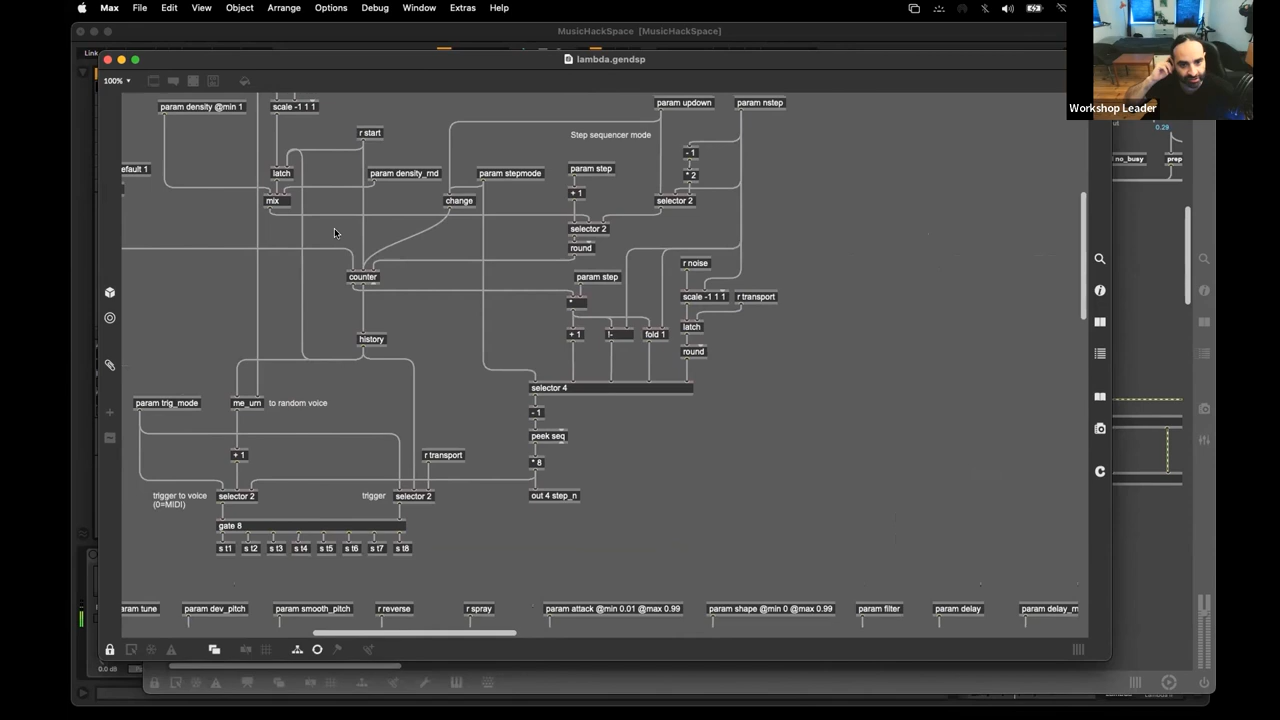 Max File Edit View Object Arrange Options Debug Window Extras Help
MusicHackSpace [MusicHackSpace]
Link
lambda.gendsp
100%
Workshop Leader
param density @min 1
scale -1 1 1
param updown
param nstep
0.29
r start
Step sequencer mode
- 1
no_busy
prep
efault 1
latch
param density_rnd
param stepmode
param step
* 2
+ 1
mix
change
selector 2
selector 2
round
r noise
counter
param step
scale -1 1 1
r transport
*
latch
history
+ 1
!-
fold 1
round
selector 4
param trig_mode
me_urn
to random voice
- 1
peek seq
+ 1
r transport
* 8
trigger to voice
(0=MIDI)
selector 2
trigger
selector 2
out 4 step_n
gate 8
s t1
s t2
s t3
s t4
s t5
s t6
s t7
s t8
aram tune
param dev_pitch
param smooth_pitch
r reverse
r spray
param attack @min 0.01 @max 0.99
param shape @min 0 @max 0.99
param filter
param delay
param delay_m
0.0 dB